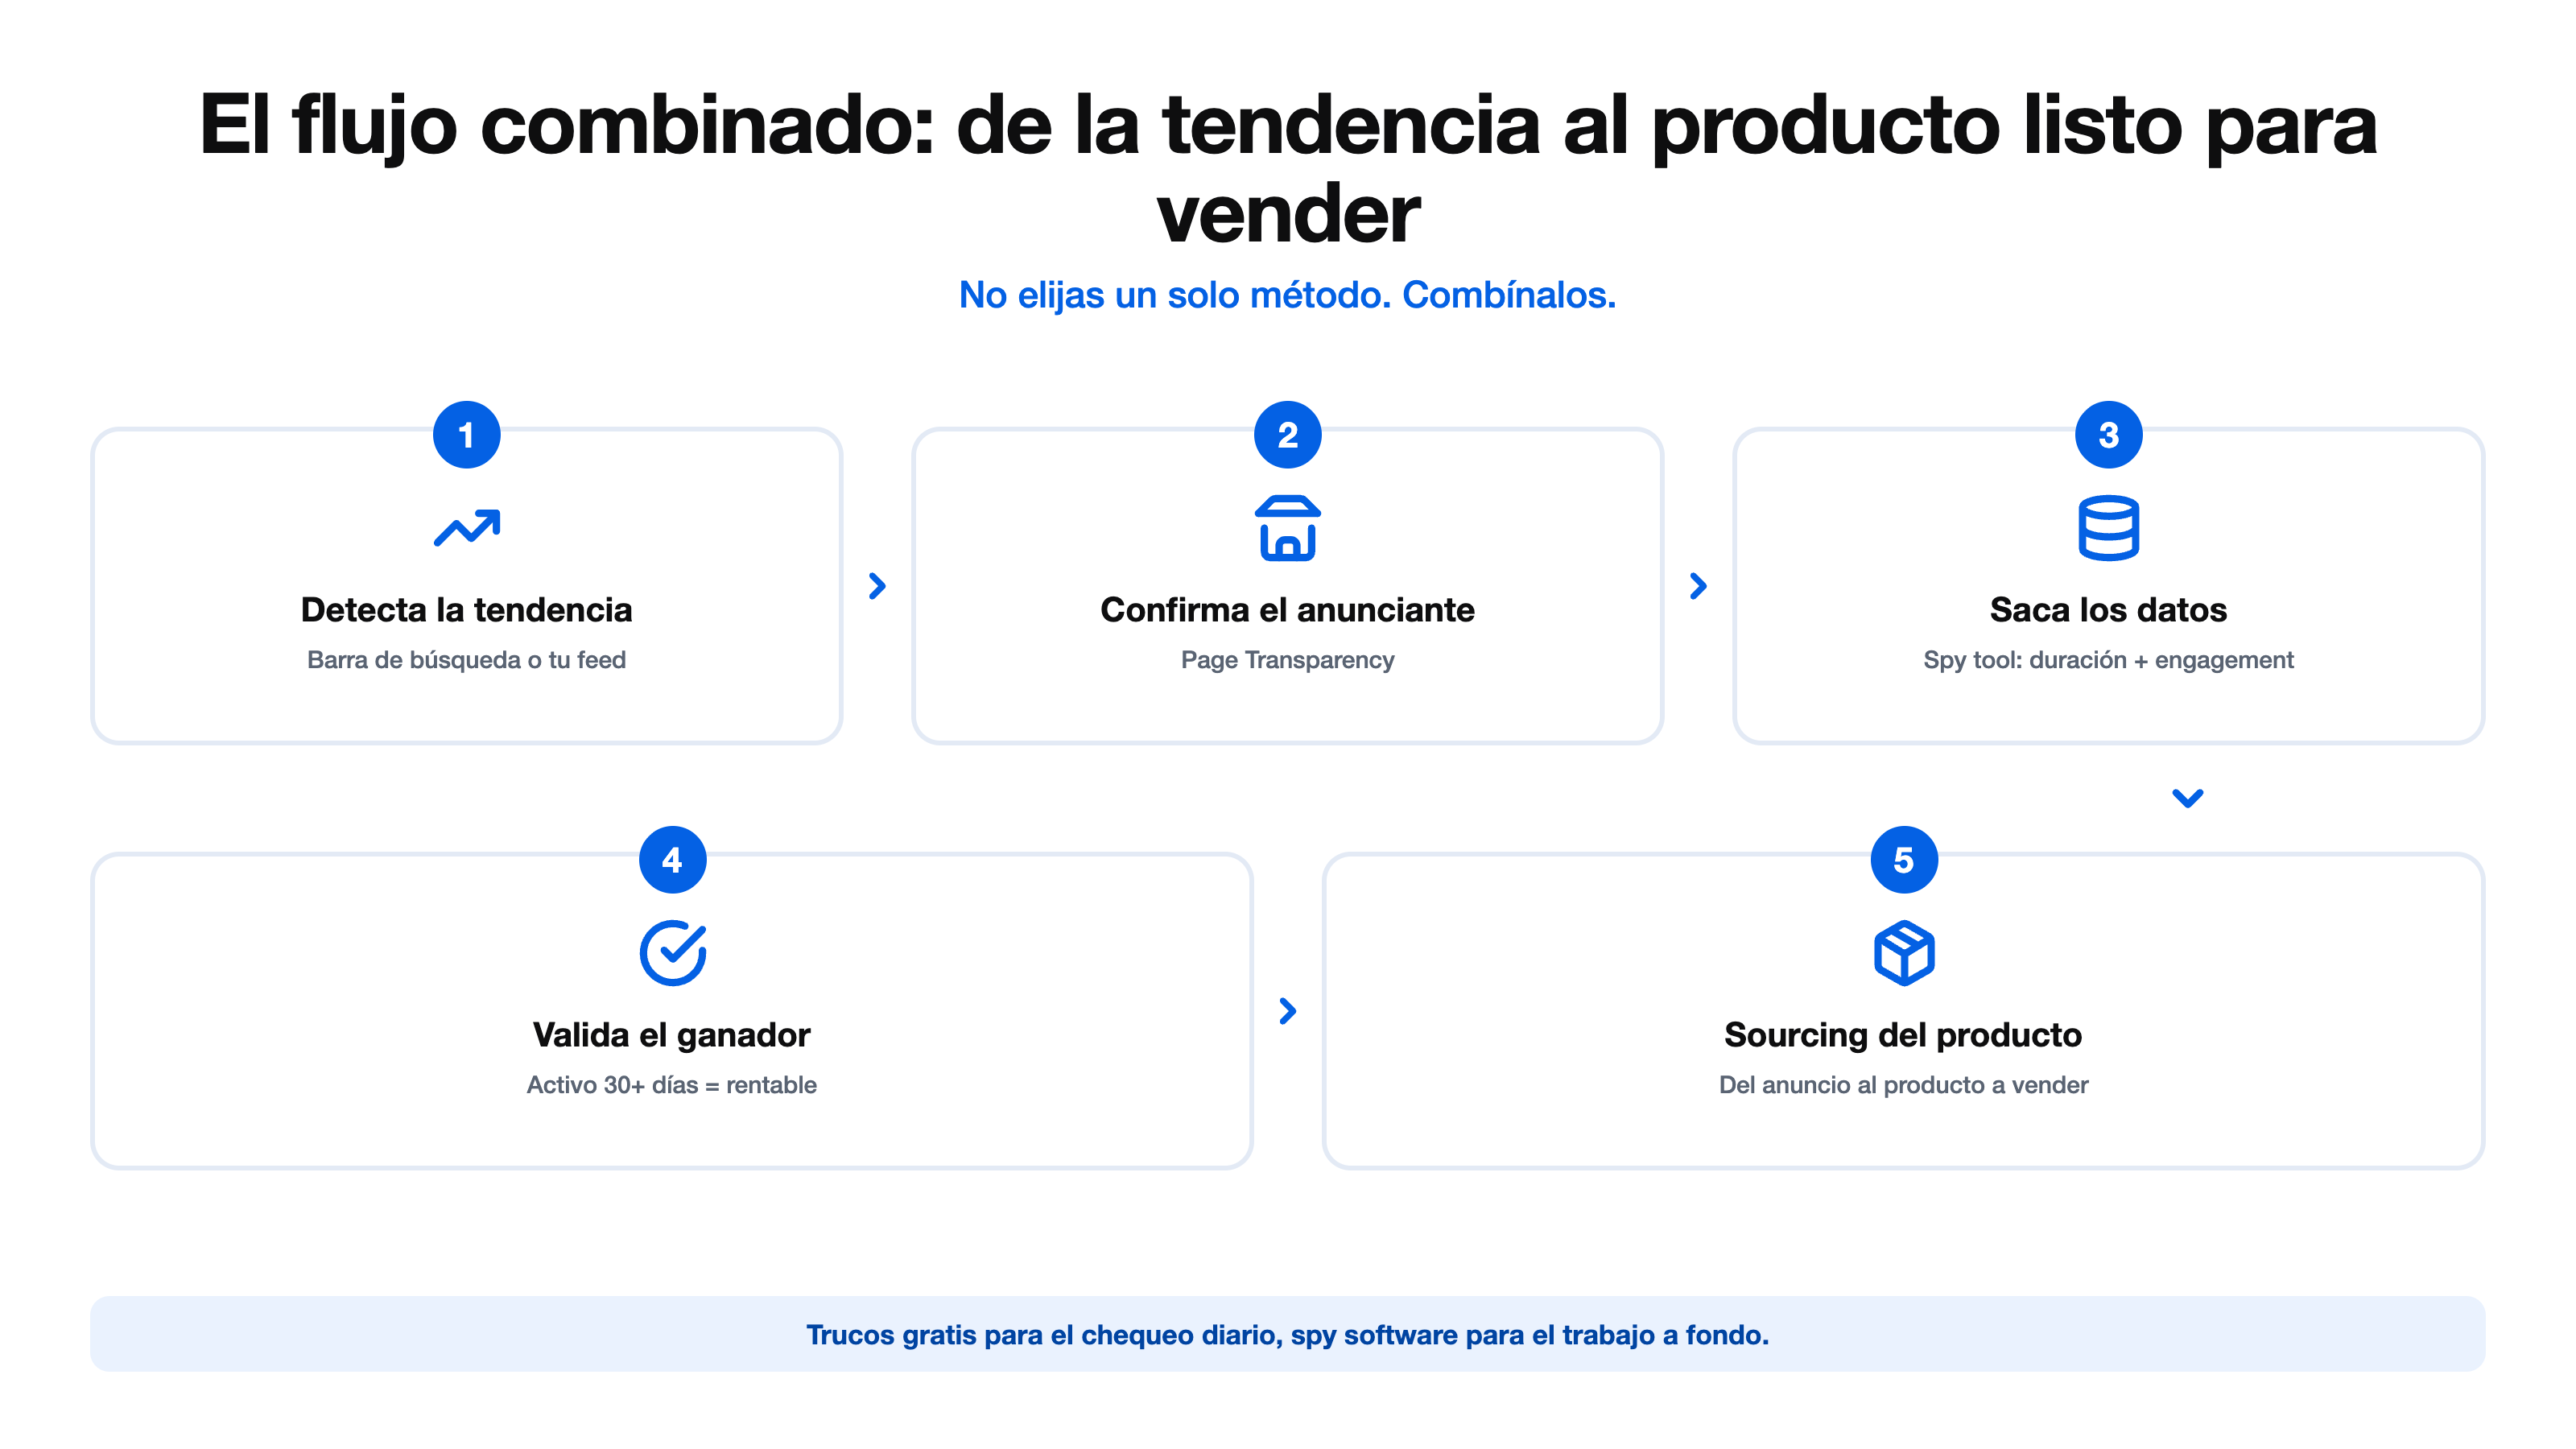 El flujo combinado: de la tendencia al producto listo para
vender
No elijas un solo método. Combínalos.
1
Detecta la tendencia
Barra de búsqueda o tu feed
2
Confirma el anunciante
Page Transparency
3
Saca los datos
Spy tool: duración + engagement
4
Valida el ganador
Activo 30+ días = rentable
5
Sourcing del producto
Del anuncio al producto a vender
Trucos gratis para el chequeo diario, spy software para el trabajo a fondo.